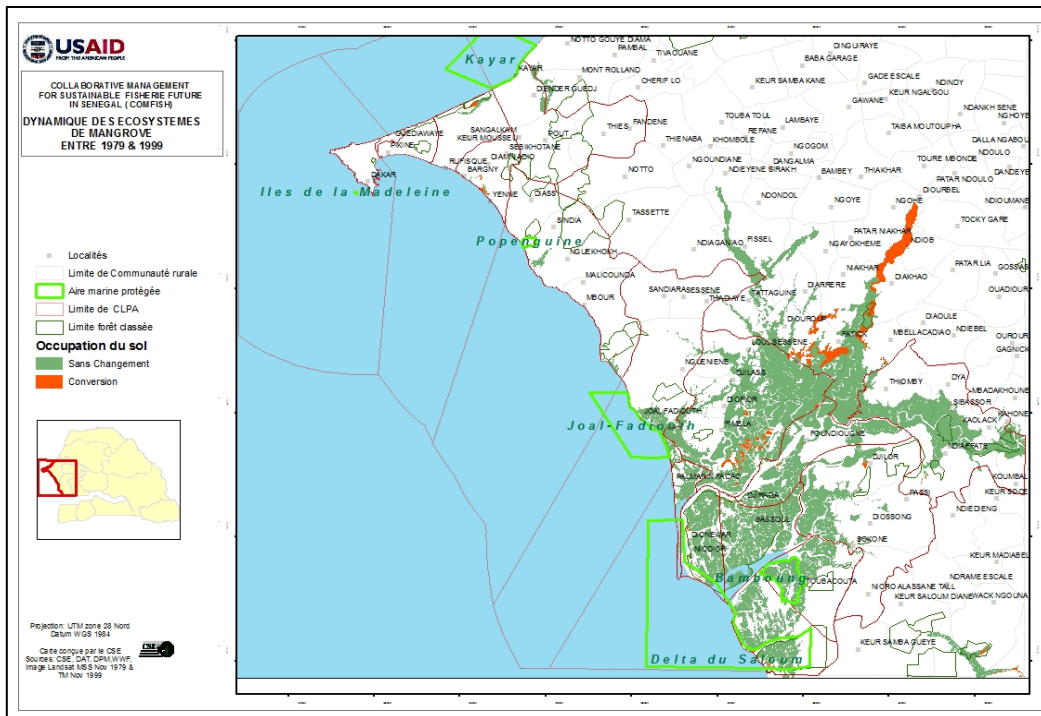 USAID
FROM THE AMERICAN PEOPLE
COLLABORATIVE MANAGEMENT
FOR SUSTAINABLE FISHERIE FUTURE
IN SENEGAL (COMFISH)
DYNAMIQUE DES ECOSYSTEMES
DE MANGROVE
ENTRE 1979 & 1999
Localités
Limite de Communauté rurale
Aire marine protégée
Limite de CLPA
Limite forêt classée
Occupation du sol
Sans Changement
Conversion
Projection: UTM zone 28 Nord
Datum WGS 1984
Carte conçue par le CSE
Sources: CSE, DAT, DPM,WWF,
Image Landsat MSS Nov 1979 &
TM Nov 1999
CSE
NOTTO GOUYE DIAMA
PAMBAL
TIVAOUANE
DINGUIRAYE
BABA GARAGE
Kayar
KAYAR
MONT ROLLAND
CHERIF LO
KEUR SAMBA KANE
GADE ESCALE
NDINDY
KEUR NGALGOU
DIENDER GUEDJ
GAWANE
NDANKH SENE
NGHOYE
TOUBA TOUL
LAMBAYE
TAIBA MOUTOUPHA
FANDENE
REFANE
GUEDIAWAYE
SANGALKAM
KEUR MOUSSEU
POUT
THIES
THIENABA
KHOMBOLE
NGOGOM
DALLA NGABOU
PIKINE
SEBIKHOTANE
DIAMNIADIO
NGOUNDIANE
DANGALMA
TOURE MBONDE
NDOULO
RUFISQUE
BARGNY
NOTTO
NDIEYENE SIRAKH
BAMBEY
THIAKHAR
PATAR NDOULO
DANDEYE
DAKAR
Iles de la Madeleine
YENNE
DIASS
NDONDOL
NGOYE
NGOHE
DIOURBEL
NDIOUMANE
SINDIA
TASSETTE
TOCKY GARE
Popenguine
NGUEKHOKH
NDIAGANIAO
FISSEL
PATAR NIAKHAR
NGAYOKHEME
NDIOB
MALICOUNDA
NIAKHAR
DIAKHAO
PATAR LIA
GOSSAS
MBOUR
SANDIARA
SESSENE
THIADIAYE
TATTAGUINE
DIARRERE
OUADIOUR
DIOUROUP
FATICK
DIAOULE
MBELLACADIAO
NDIEBEL
OUROUR
LOUL SESSENE
GAGNICK
NGUENIENE
DJILASS
THIOMBY
DYA
MBADAKHOUNE
SIBASSOR
Joal-Fadiouth
JOAL-FADIOUTH
DIOFIOR
FIMELA
KAHONE
KAOLACK
FOUNDIOUGNE
NDIAFFATE
DJILOR
PALMARIN FACAO
KOUMBAL
KEUR SOCE
DJIRNDA
PASSI
NDIEDIENG
BASSOUL
DIOSSONG
DIONEWAR
NIODIOR
SOKONE
KEUR MADIABEL
Bamboung
TOUBACOUTA
NDRAME ESCALE
NIORO ALASSANE TALL
KEUR SALOUM DIANE
WACK NGOUNA
Delta du Saloum
KEUR SAMBA GUEYE